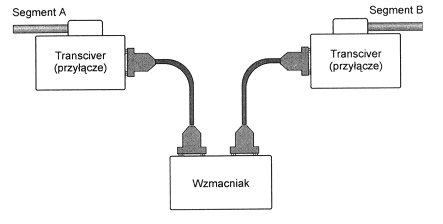 Segment A
Segment B
Transciver
(przyłącze)
Transciver
(przyłącze)
Wzmacniak